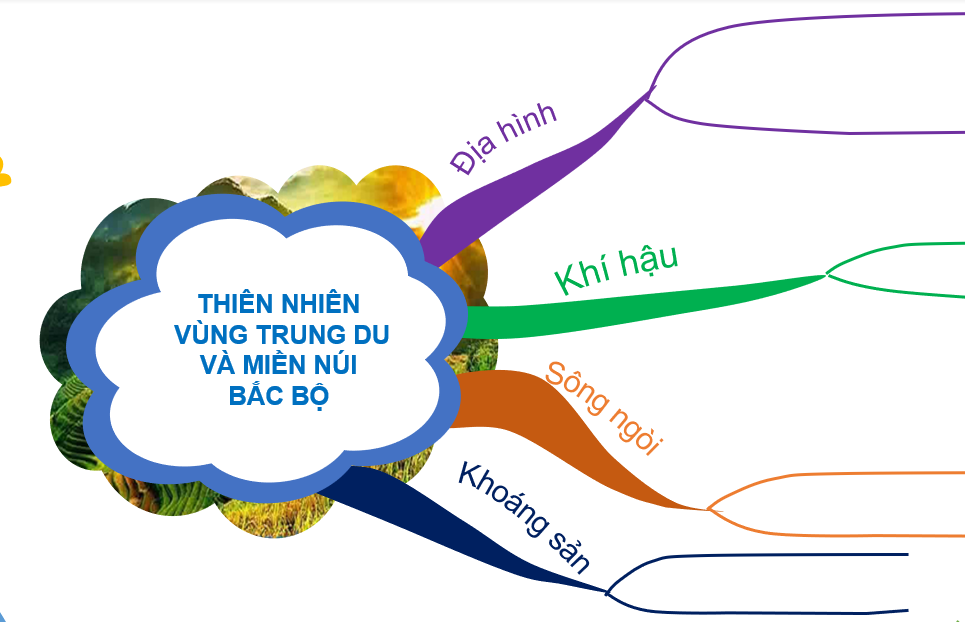 Địa hình
Khí hậu
THIÊN NHIÊN
VÙNG TRUNG DU
VÀ MIỀN NÚI
BẮC BỘ
Sông ngòi
Khoáng sản